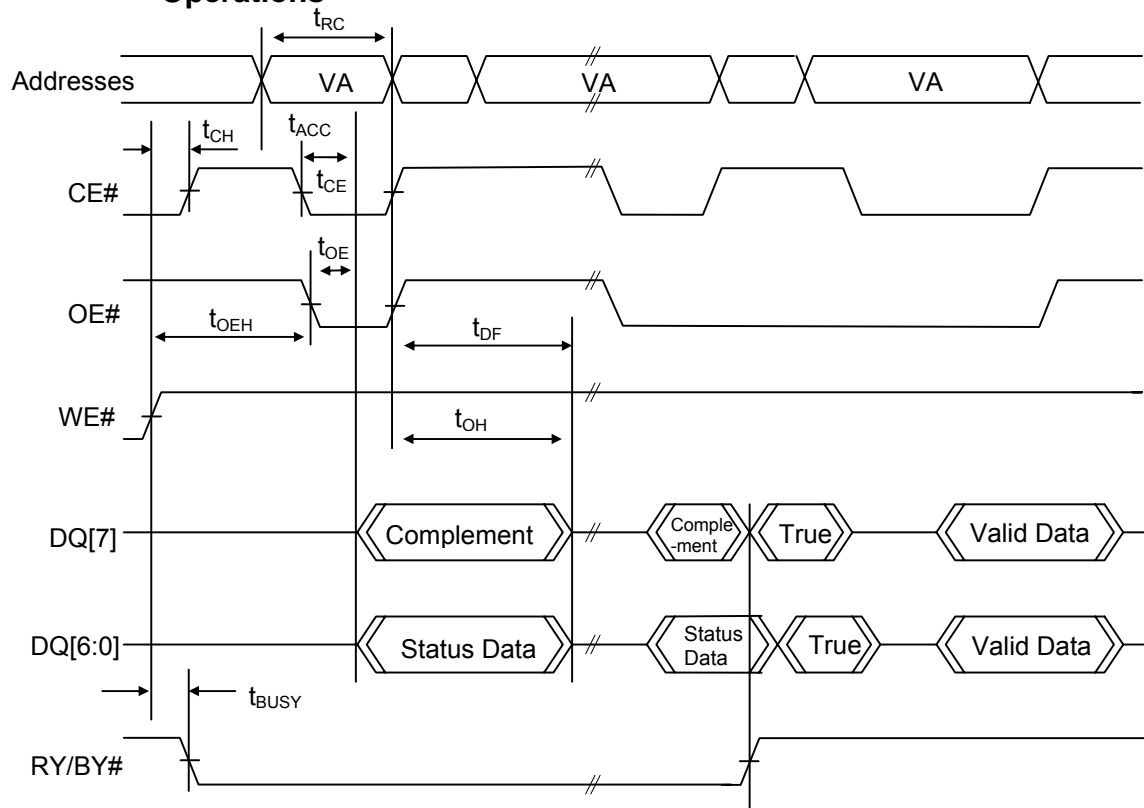 Operations
tRC
Addresses
VA
VA
VA
tCH
tACC
tCE
CE#
tOE
OE#
tOEH
tDF
WE#
tOH
DQ[7]
Complement
Comple
-ment
True
Valid Data
DQ[6:0]
Status Data
Status
Data
True
Valid Data
tBUSY
RY/BY#